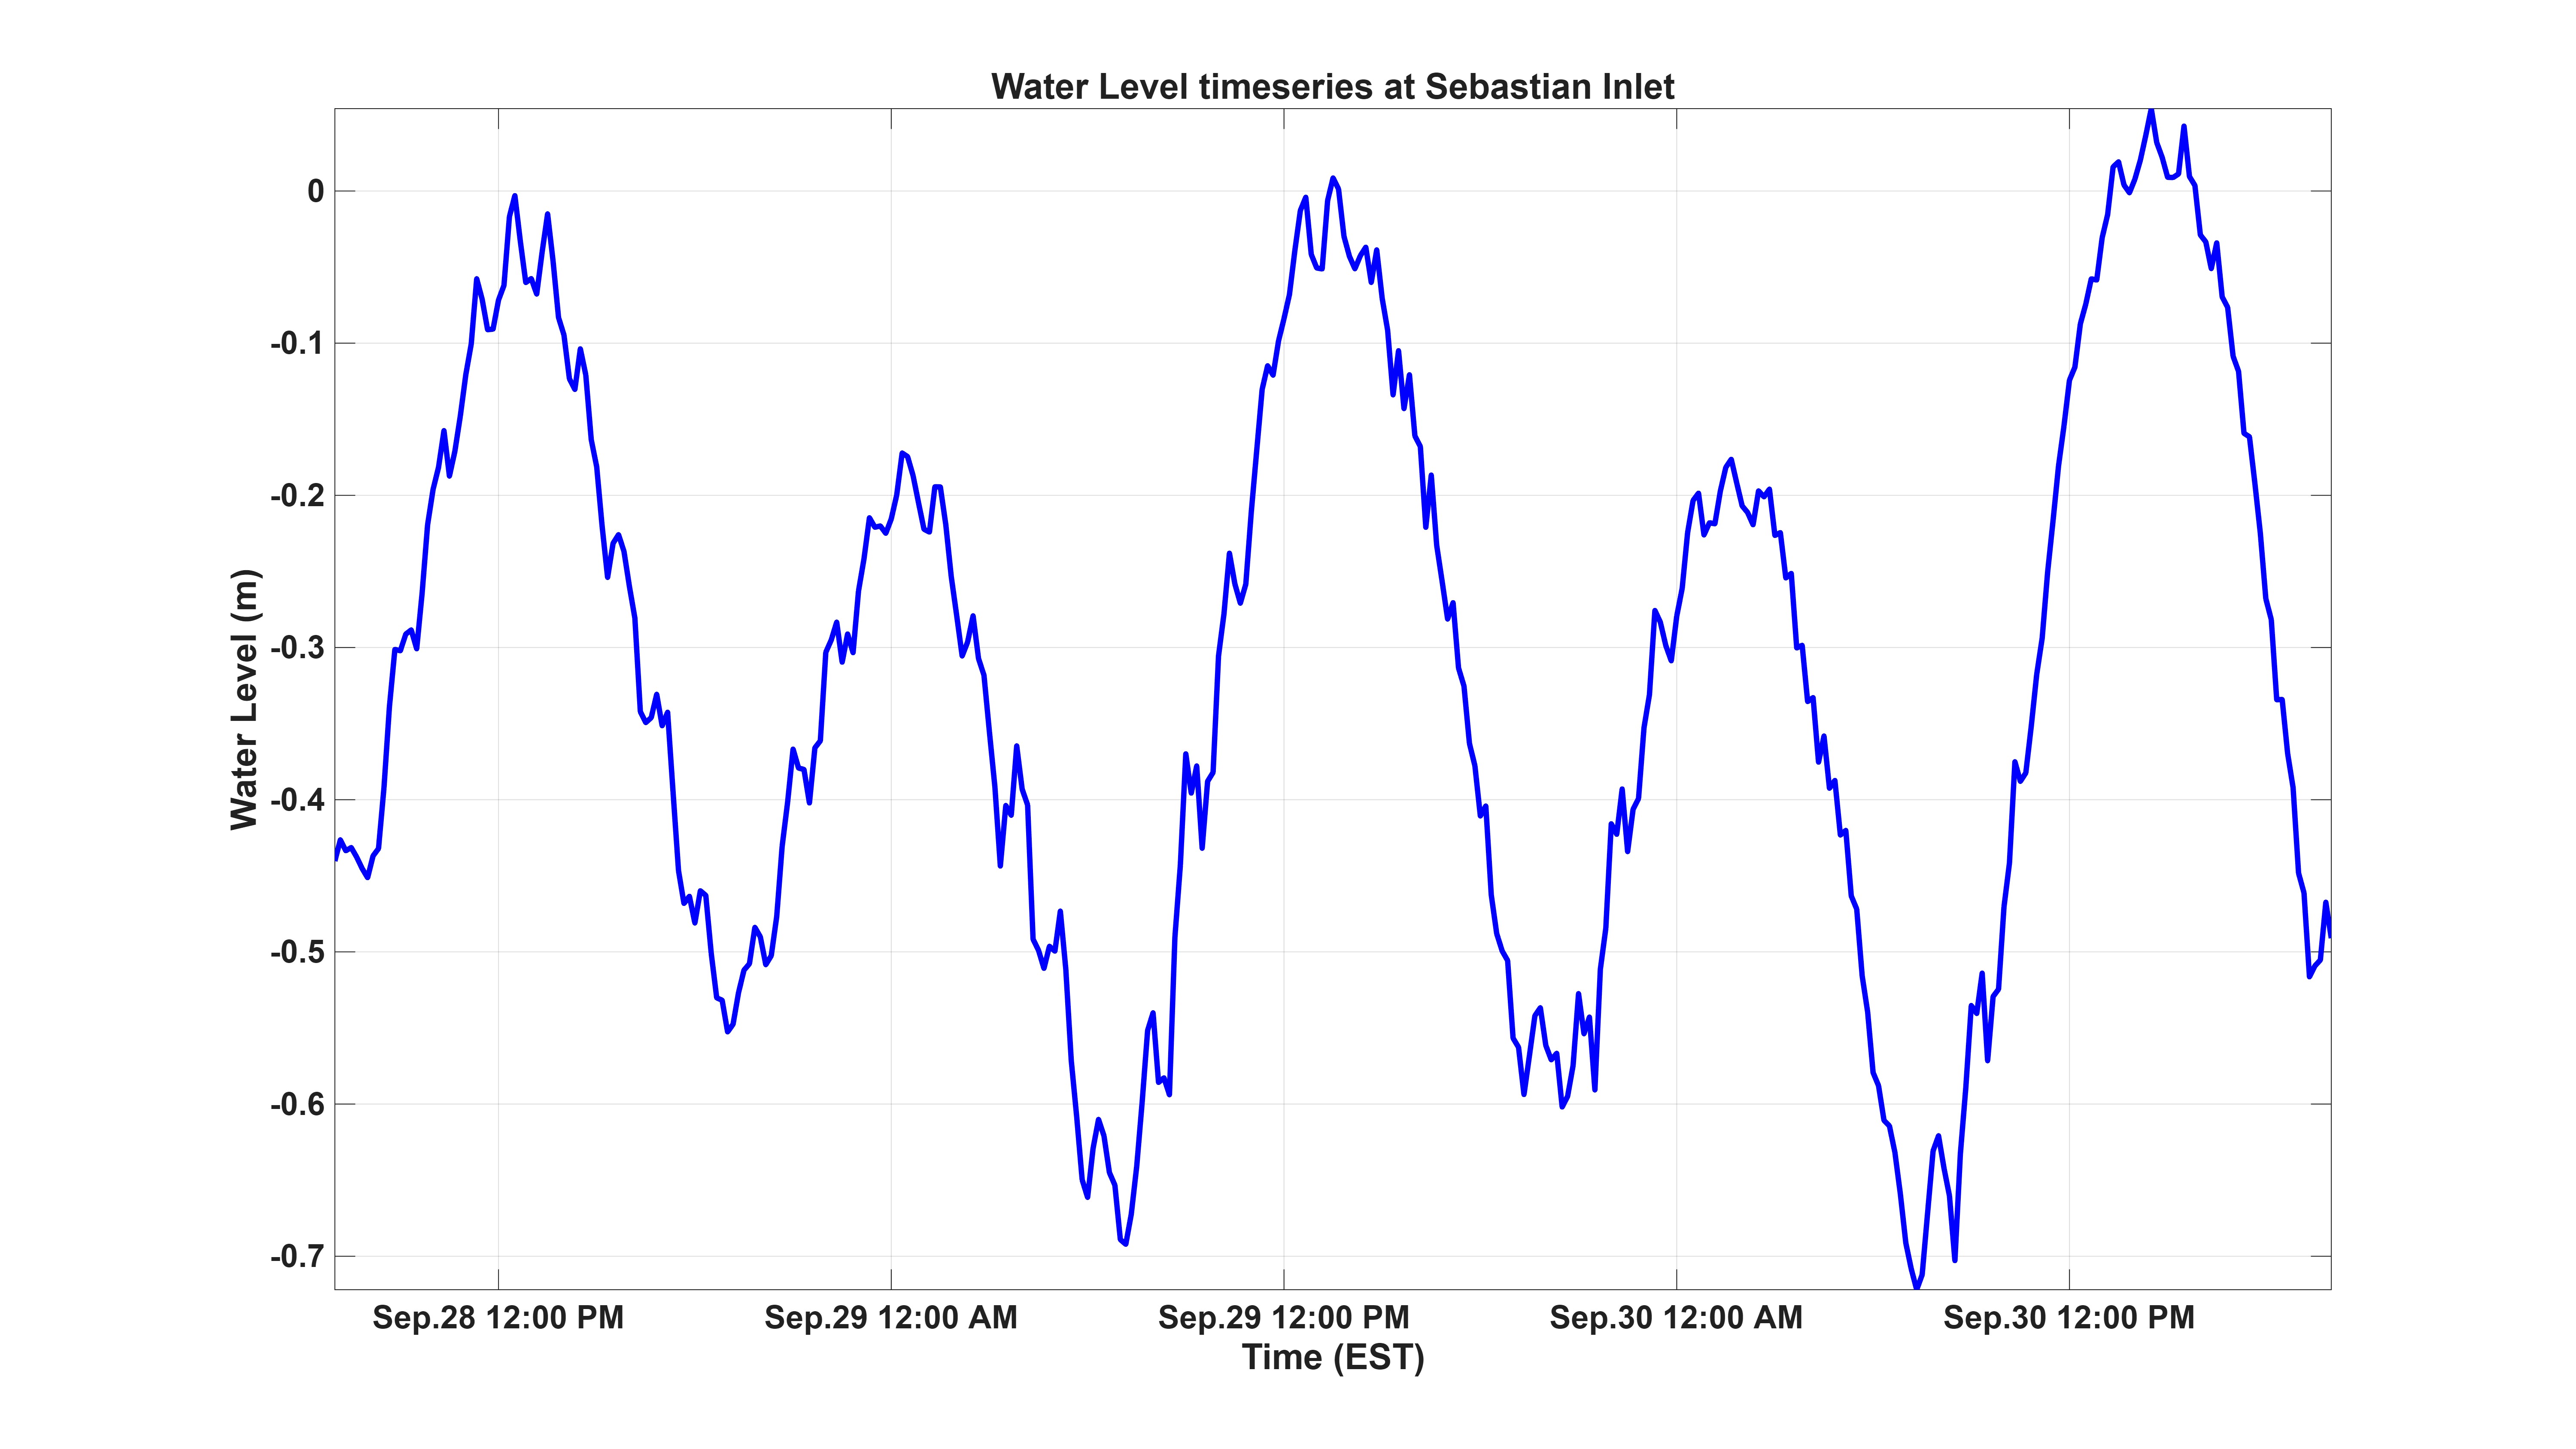 Water Level timeseries at Sebastian Inlet
0
-0.1
-0.2
-0.3
-0.4
-0.5
-0.6
-0.7
Water Level (m)
Sep.28 12:00 PM
Sep.29 12:00 AM
Sep.29 12:00 PM
Sep.30 12:00 AM
Sep.30 12:00 PM
Time (EST)